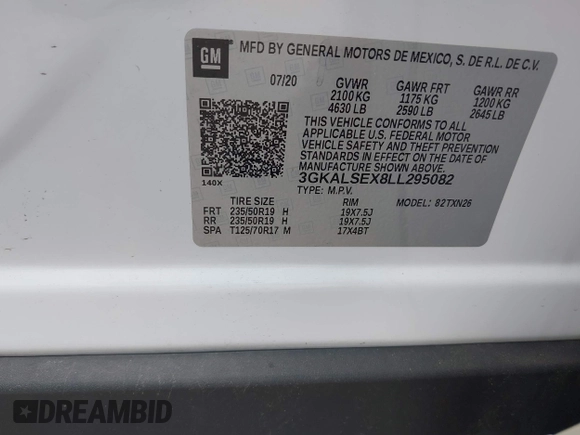 GM
MFD BY GENERAL MOTORS DE MEXICO, S. DE R.L. DE C.V.
07/20 GVWR GAWR FRT GAWR RR
2100 KG 1175 KG 1200 KG
4630 LB 2590 LB 2645 LB
THIS VEHICLE CONFORMS TO ALL
APPLICABLE U.S. FEDERAL MOTOR
VEHICLE SAFETY AND THEFT PREVENTION
STANDARDS IN EFFECT ON THE DATE OF
MANUFACTURE SHOWN ABOVE.
140X
3GKALSEX8LL295082
TYPE: M.P.V.
MODEL: 82TXN26
TIRE SIZE RIM
FRT 235/50R19 H 19X7.5J
RR 235/50R19 H 19X7.5J
SPA T125/70R17 M 17X4BT
DREAMBID